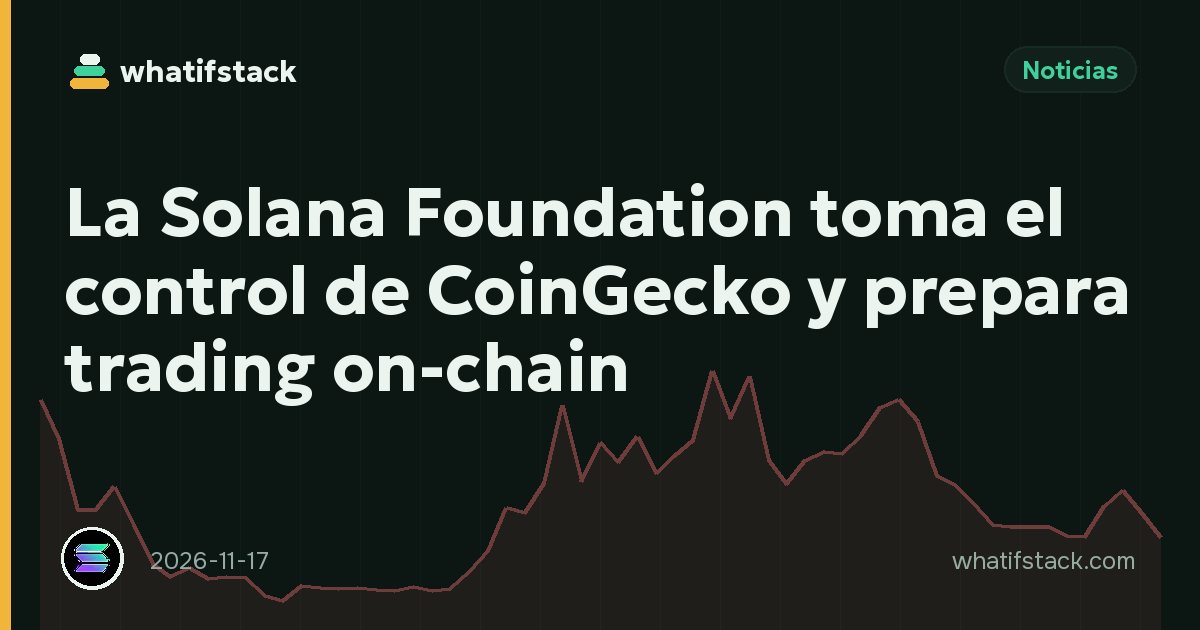 whatifstack
Noticias
La Solana Foundation toma el
control de CoinGecko y prepara
trading on-chain
2026-11-17
whatifstack.com